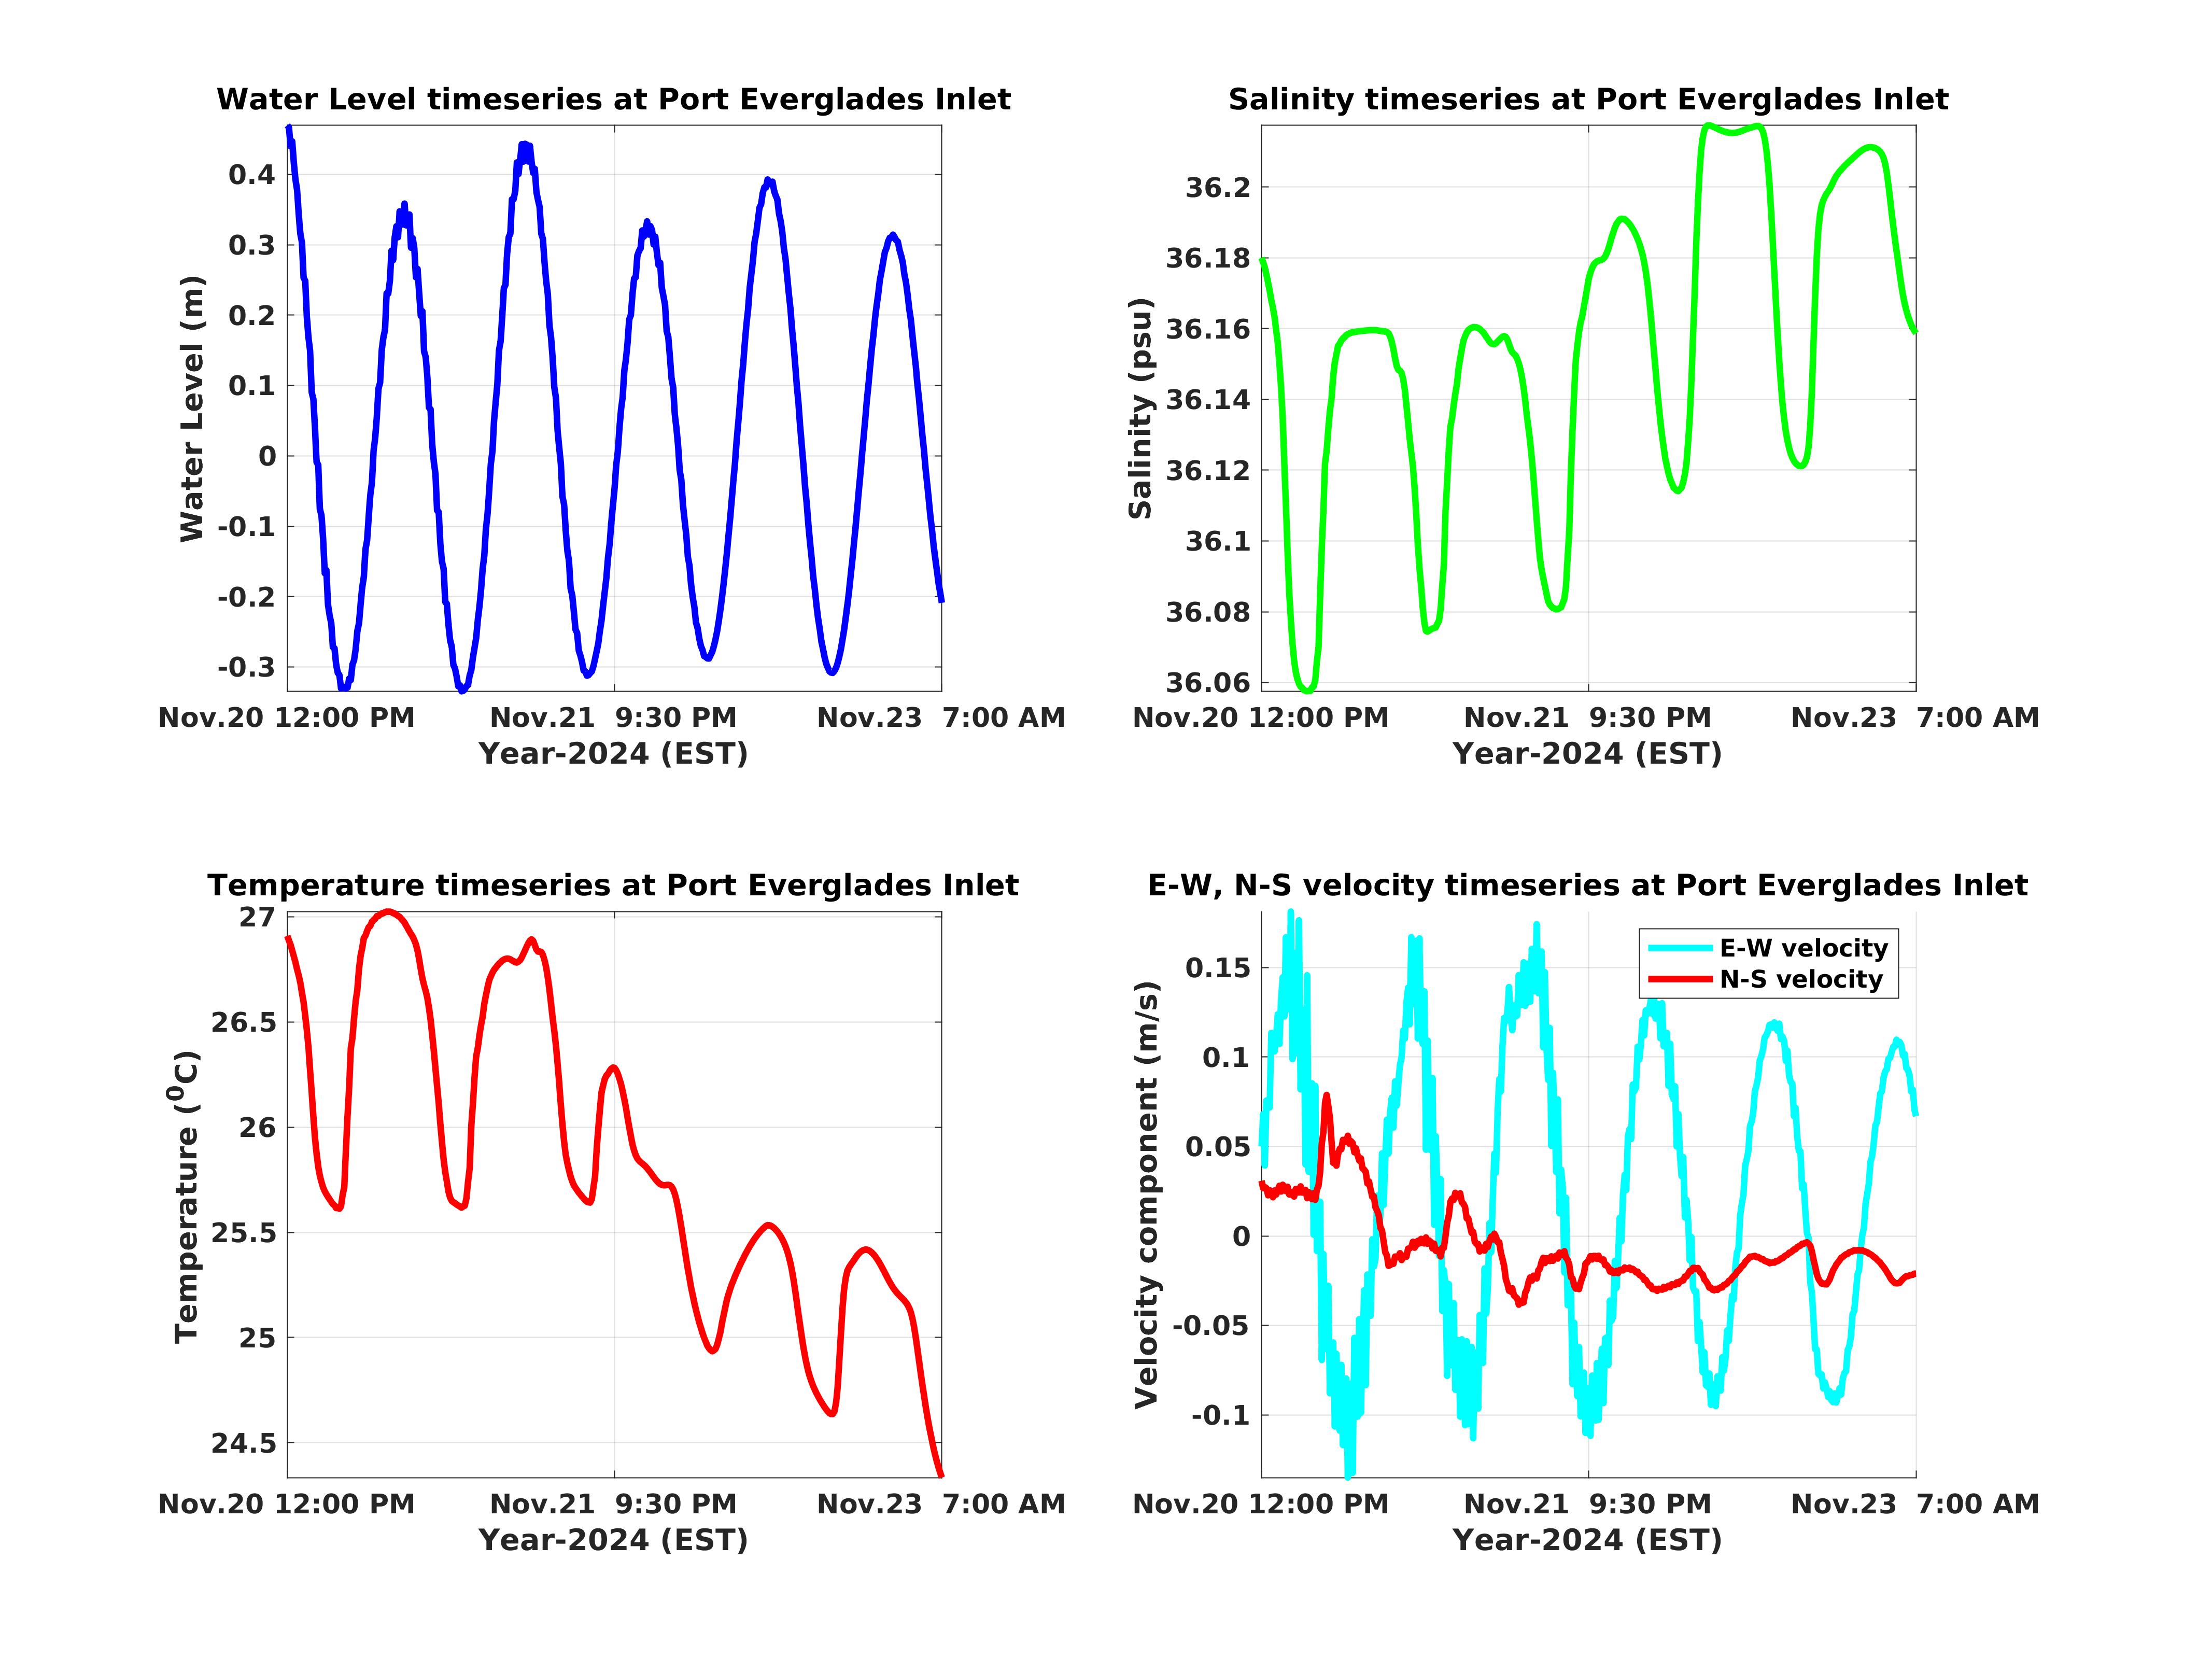 Water Level timeseries at Port Everglades Inlet
Water Level (m)
0.4
0.3
0.2
0.1
0
-0.1
-0.2
-0.3
Nov.20 12:00 PM Nov.21 9:30 PM Nov.23 7:00 AM
Year-2024 (EST)
Salinity timeseries at Port Everglades Inlet
Salinity (psu)
36.2
36.18
36.16
36.14
36.12
36.1
36.08
36.06
Nov.20 12:00 PM Nov.21 9:30 PM Nov.23 7:00 AM
Year-2024 (EST)
Temperature timeseries at Port Everglades Inlet
Temperature (⁰C)
27
26.5
26
25.5
25
24.5
Nov.20 12:00 PM Nov.21 9:30 PM Nov.23 7:00 AM
Year-2024 (EST)
E-W, N-S velocity timeseries at Port Everglades Inlet
Velocity component (m/s)
E-W velocity
N-S velocity
0.15
0.1
0.05
0
-0.05
-0.1
Nov.20 12:00 PM Nov.21 9:30 PM Nov.23 7:00 AM
Year-2024 (EST)